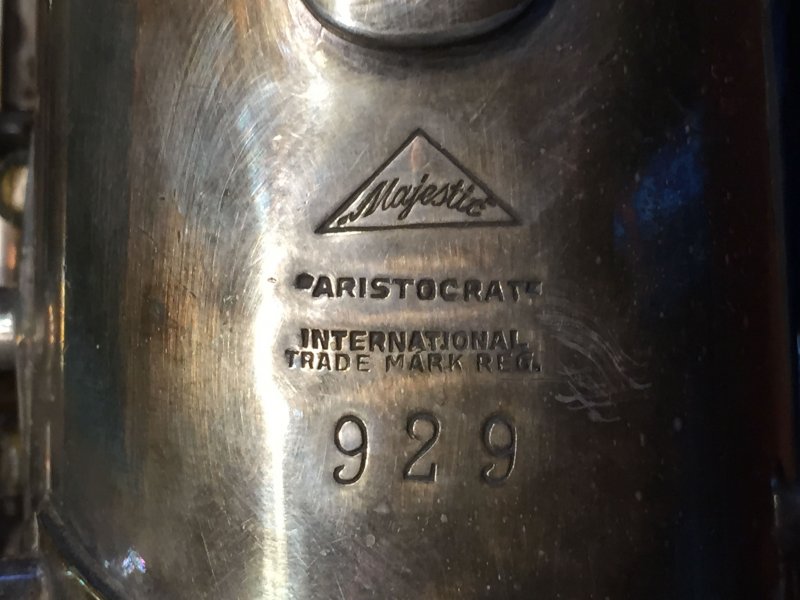 "Majestic"
"ARISTOCRAT"
INTERNATIONAL
TRADE MARK REG.
929